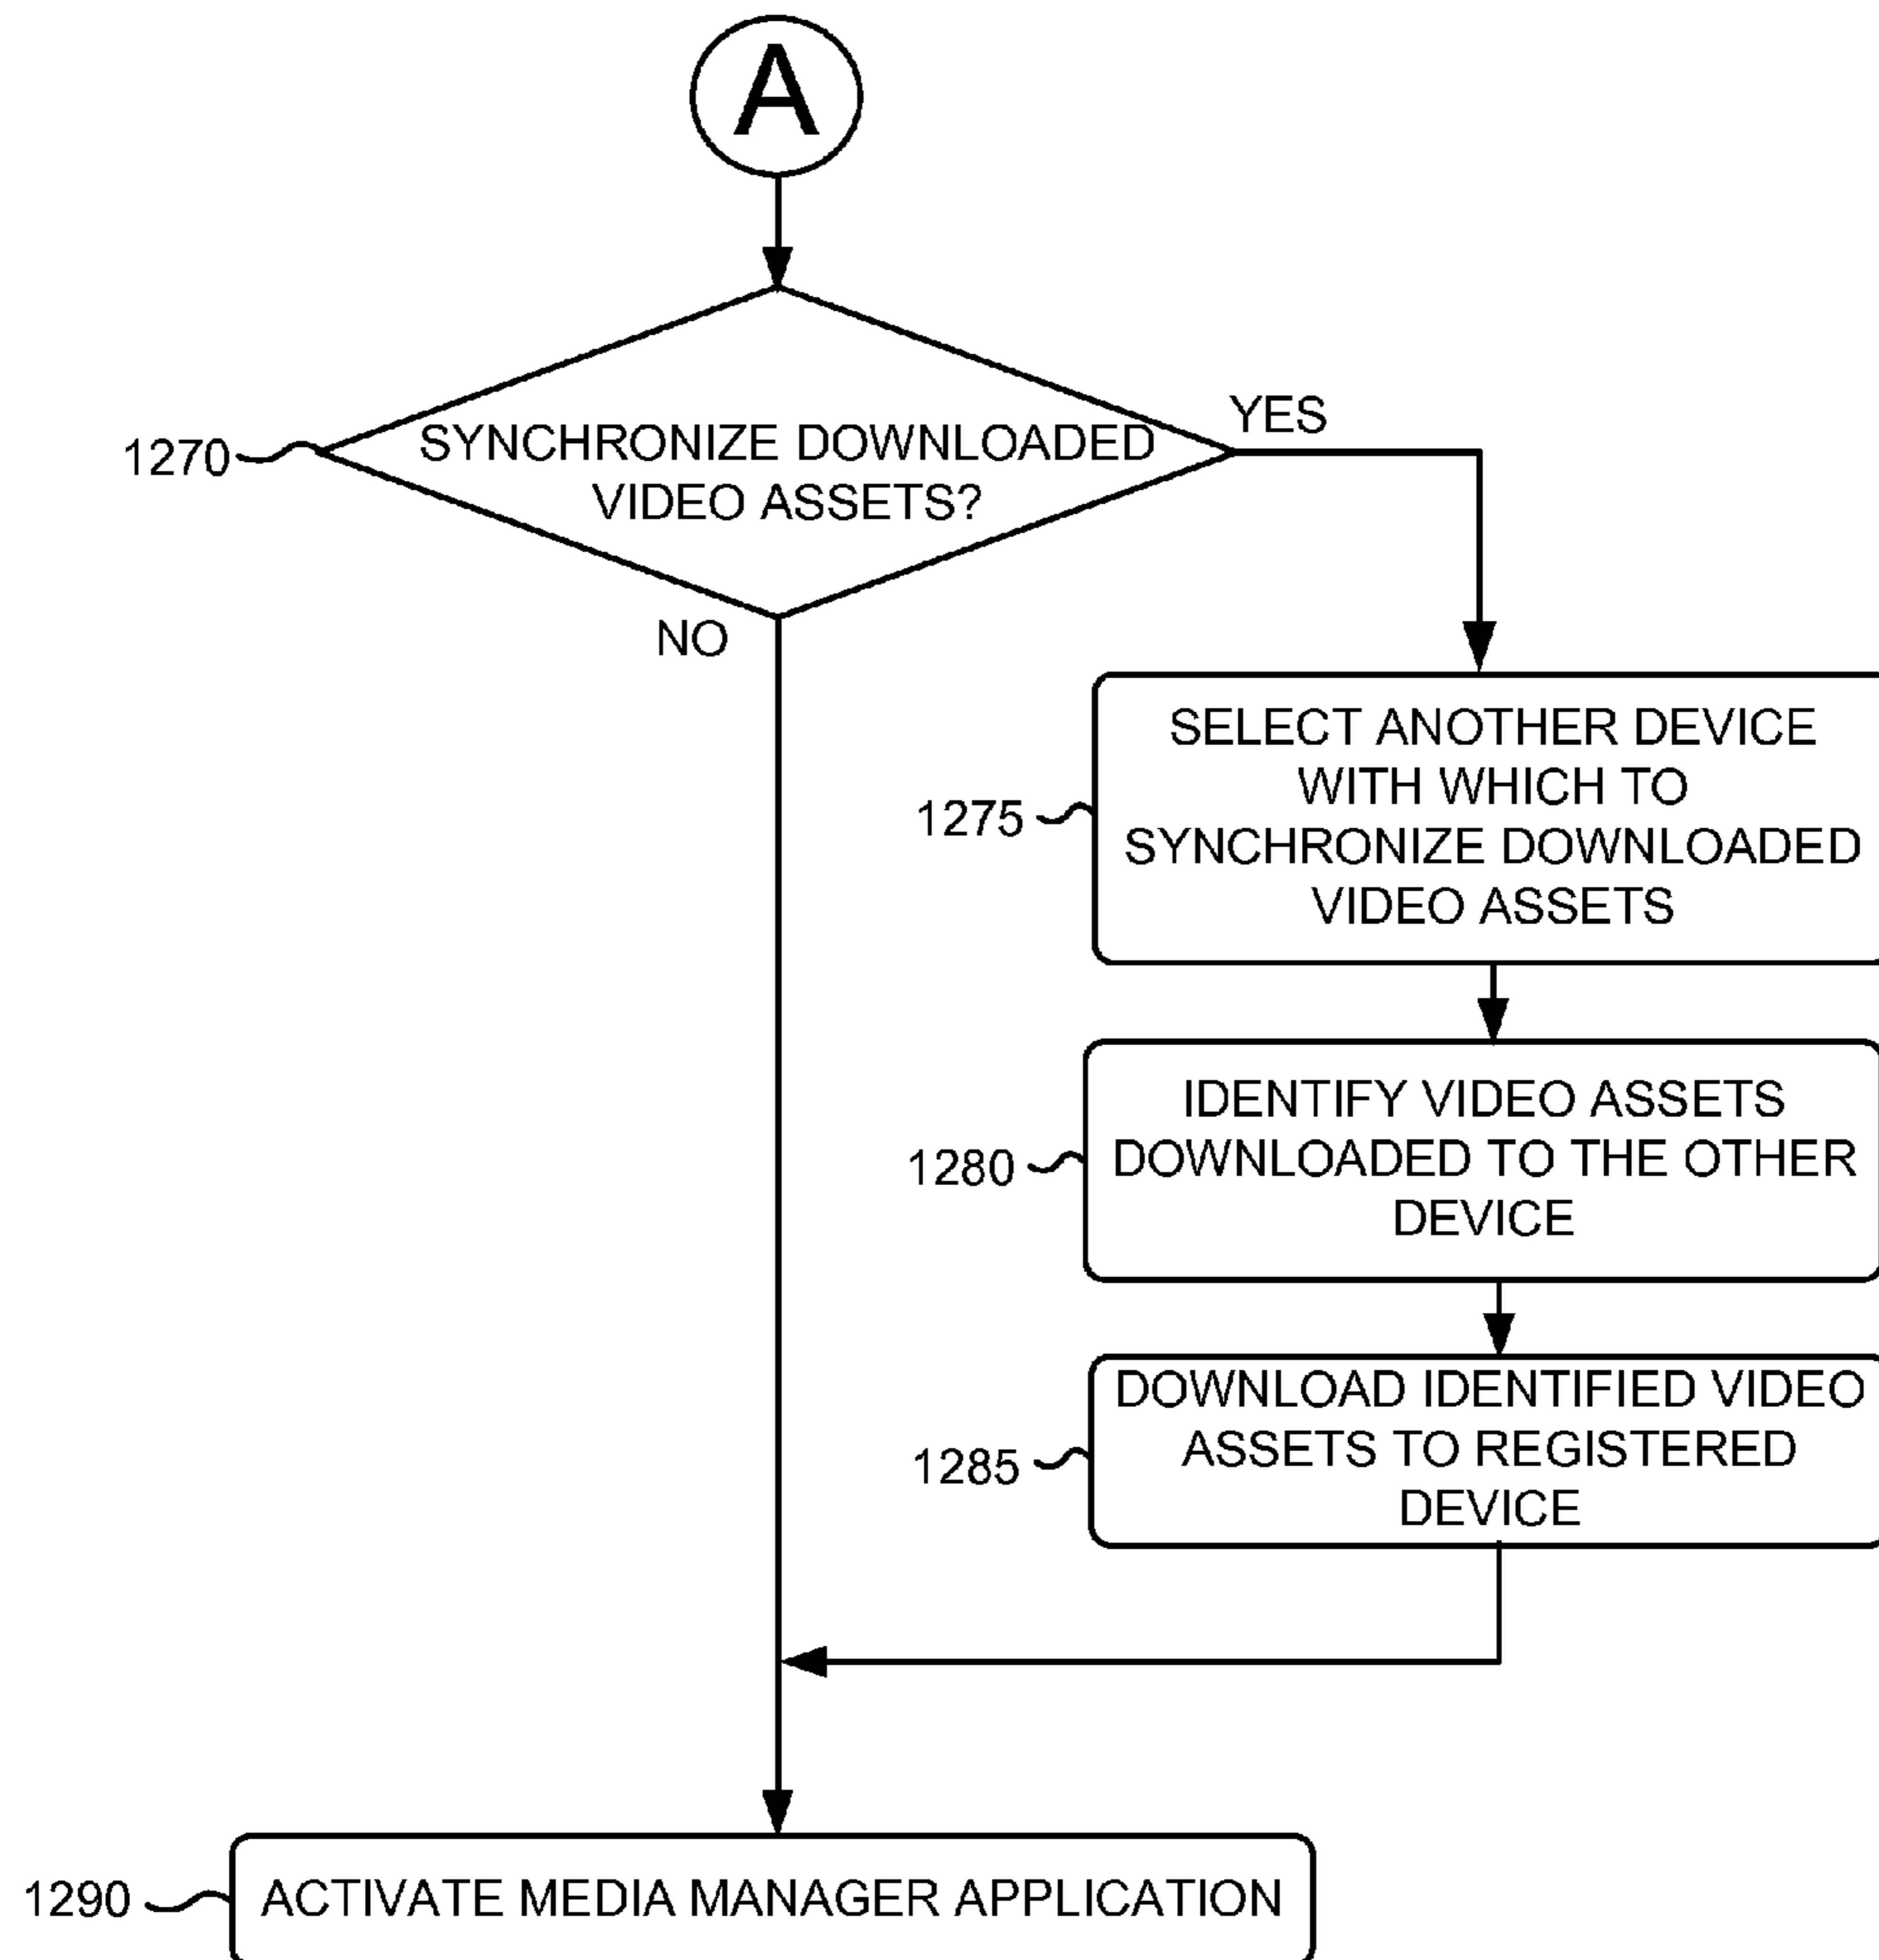 A
YES
1270
SYNCHRONIZE DOWNLOADED
VIDEO ASSETS?
NO
SELECT ANOTHER DEVICE
WITH WHICH TO
1275
SYNCHRONIZE DOWNLOADED
VIDEO ASSETS
IDENTIFY VIDEO ASSETS
1280
DOWNLOADED TO THE OTHER
DEVICE
DOWNLOAD IDENTIFIED VIDEO
1285
ASSETS TO REGISTERED
DEVICE
1290
ACTIVATE MEDIA MANAGER APPLICATION